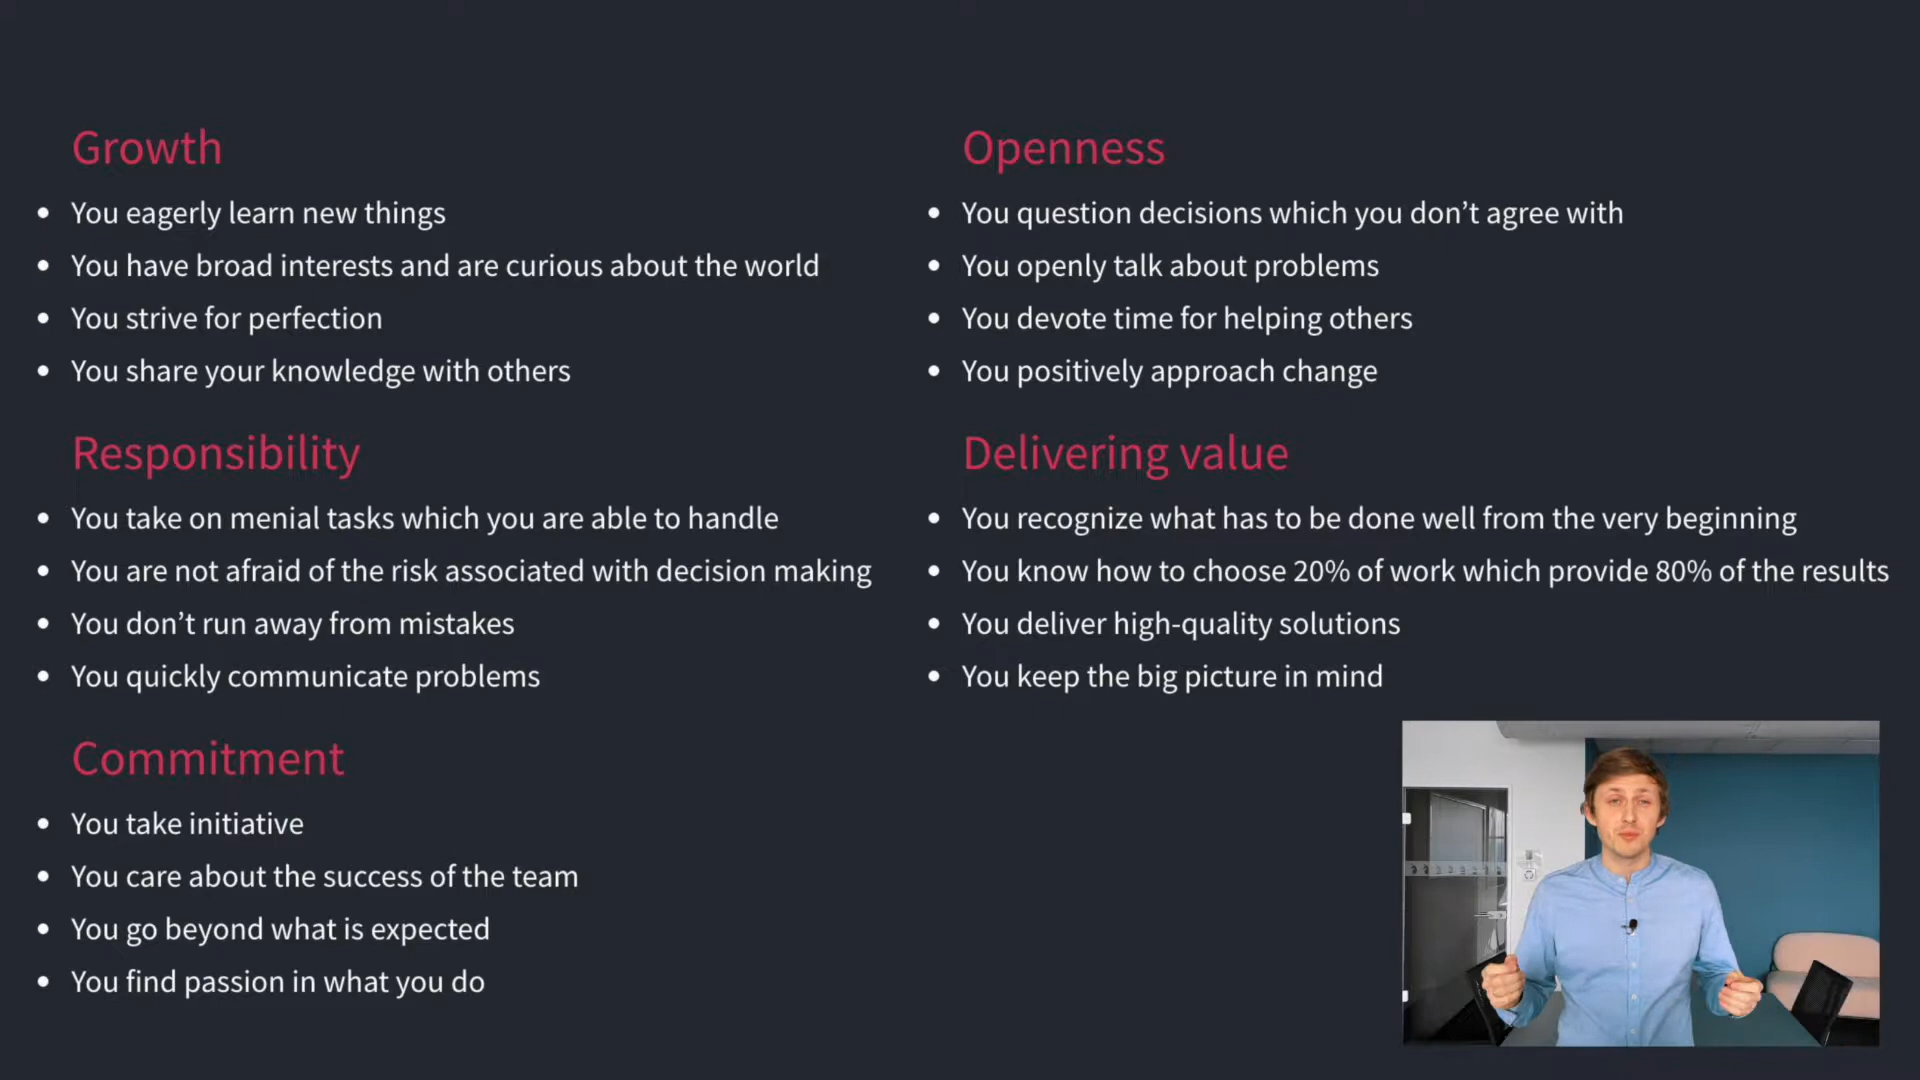 Growth
• You eagerly learn new things
• You have broad interests and are curious about the world
• You strive for perfection
• You share your knowledge with others
Responsibility
• You take on menial tasks which you are able to handle
• You are not afraid of the risk associated with decision making
• You don’t run away from mistakes
• You quickly communicate problems
Commitment
• You take initiative
• You care about the success of the team
• You go beyond what is expected
• You find passion in what you do
Openness
• You question decisions which you don’t agree with
• You openly talk about problems
• You devote time for helping others
• You positively approach change
Delivering value
• You recognize what has to be done well from the very beginning
• You know how to choose 20% of work which provide 80% of the results
• You deliver high-quality solutions
• You keep the big picture in mind